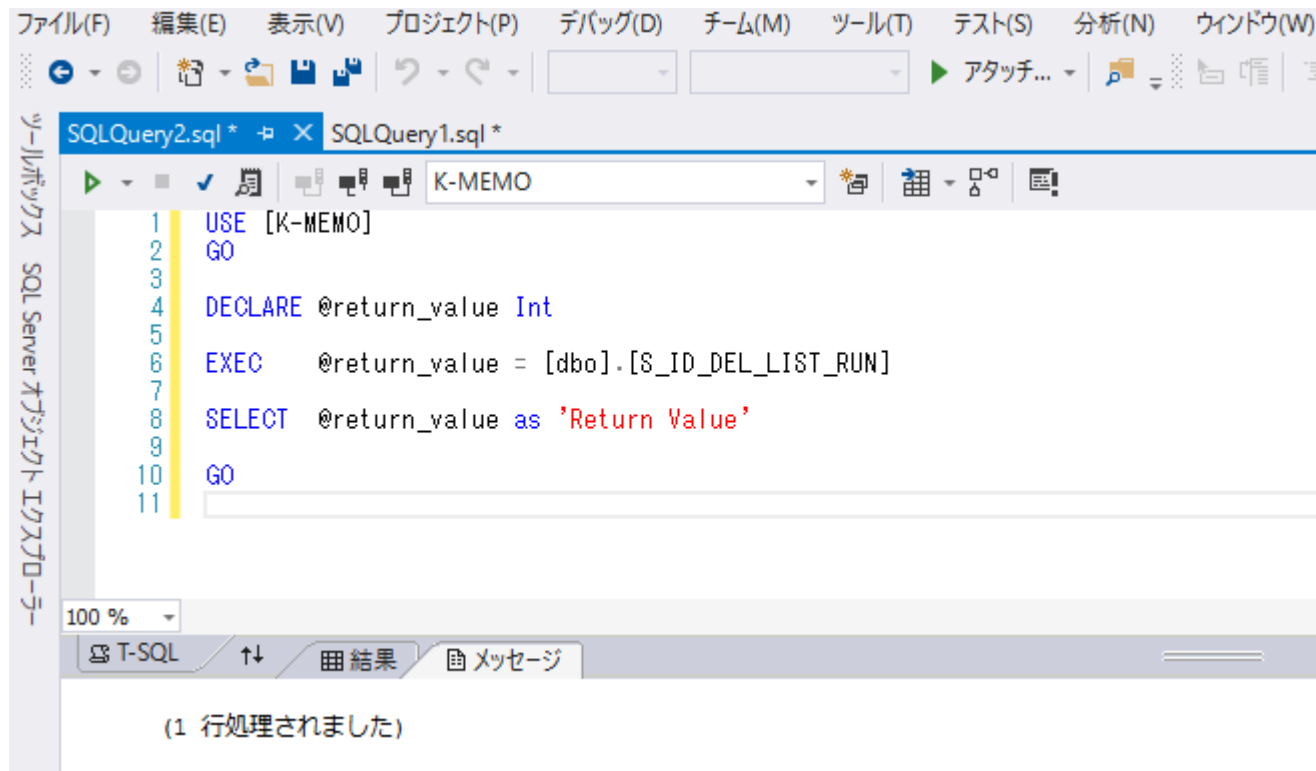 ファイル(F) 編集(E) 表示(V) プロジェクト(P) デバッグ(D) チーム(M) ツール(T) テスト(S) 分析(N) ウィンドウ(W)
アタッチ...
ツールボックス
SQL Server オブジェクト エクスプローラー
SQLQuery2.sql * SQLQuery1.sql *
K-MEMO
1 USE [K-MEMO]
2 GO
3
4 DECLARE @return_value Int
5
6 EXEC @return_value = [dbo].[S_ID_DEL_LIST_RUN]
7
8 SELECT @return_value as 'Return Value'
9
10 GO
11
100 %
T-SQL 結果 メッセージ
(1 行処理されました)